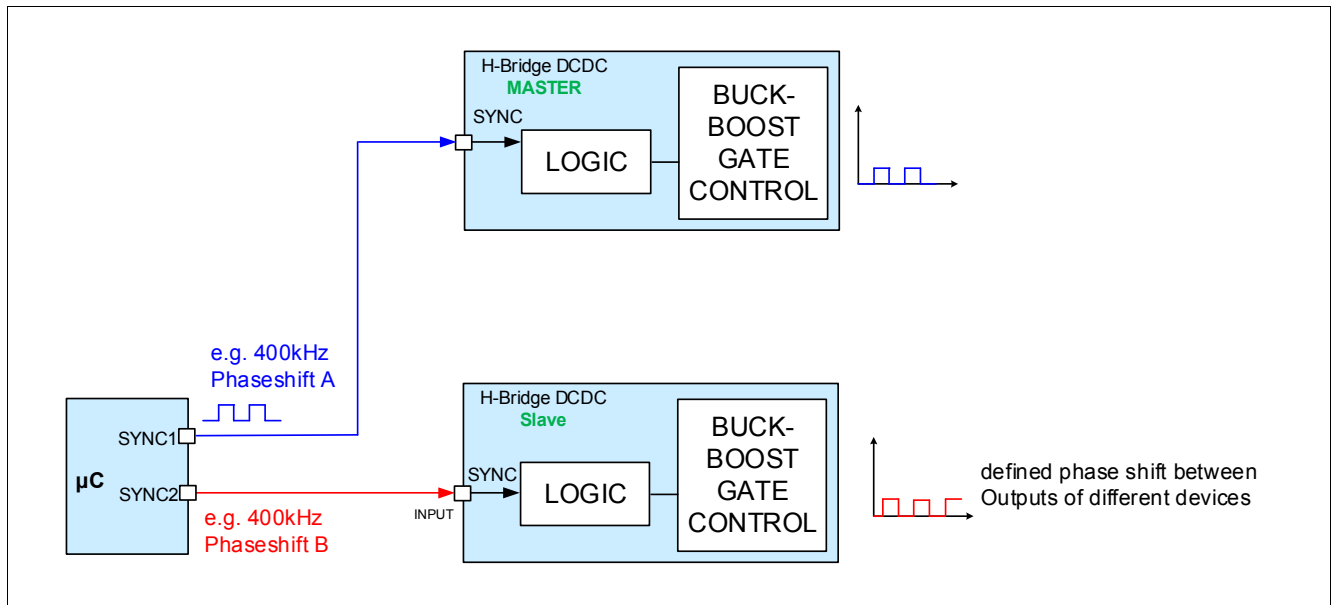 H-Bridge DCDC
MASTER
SYNC
LOGIC
BUCK-
BOOST
GATE
CONTROL
e.g. 400kHz
Phaseshift A
µC
SYNC1
SYNC2
e.g. 400kHz
Phaseshift B
H-Bridge DCDC
Slave
SYNC
INPUT
LOGIC
BUCK-
BOOST
GATE
CONTROL
defined phase shift between
Outputs of different devices